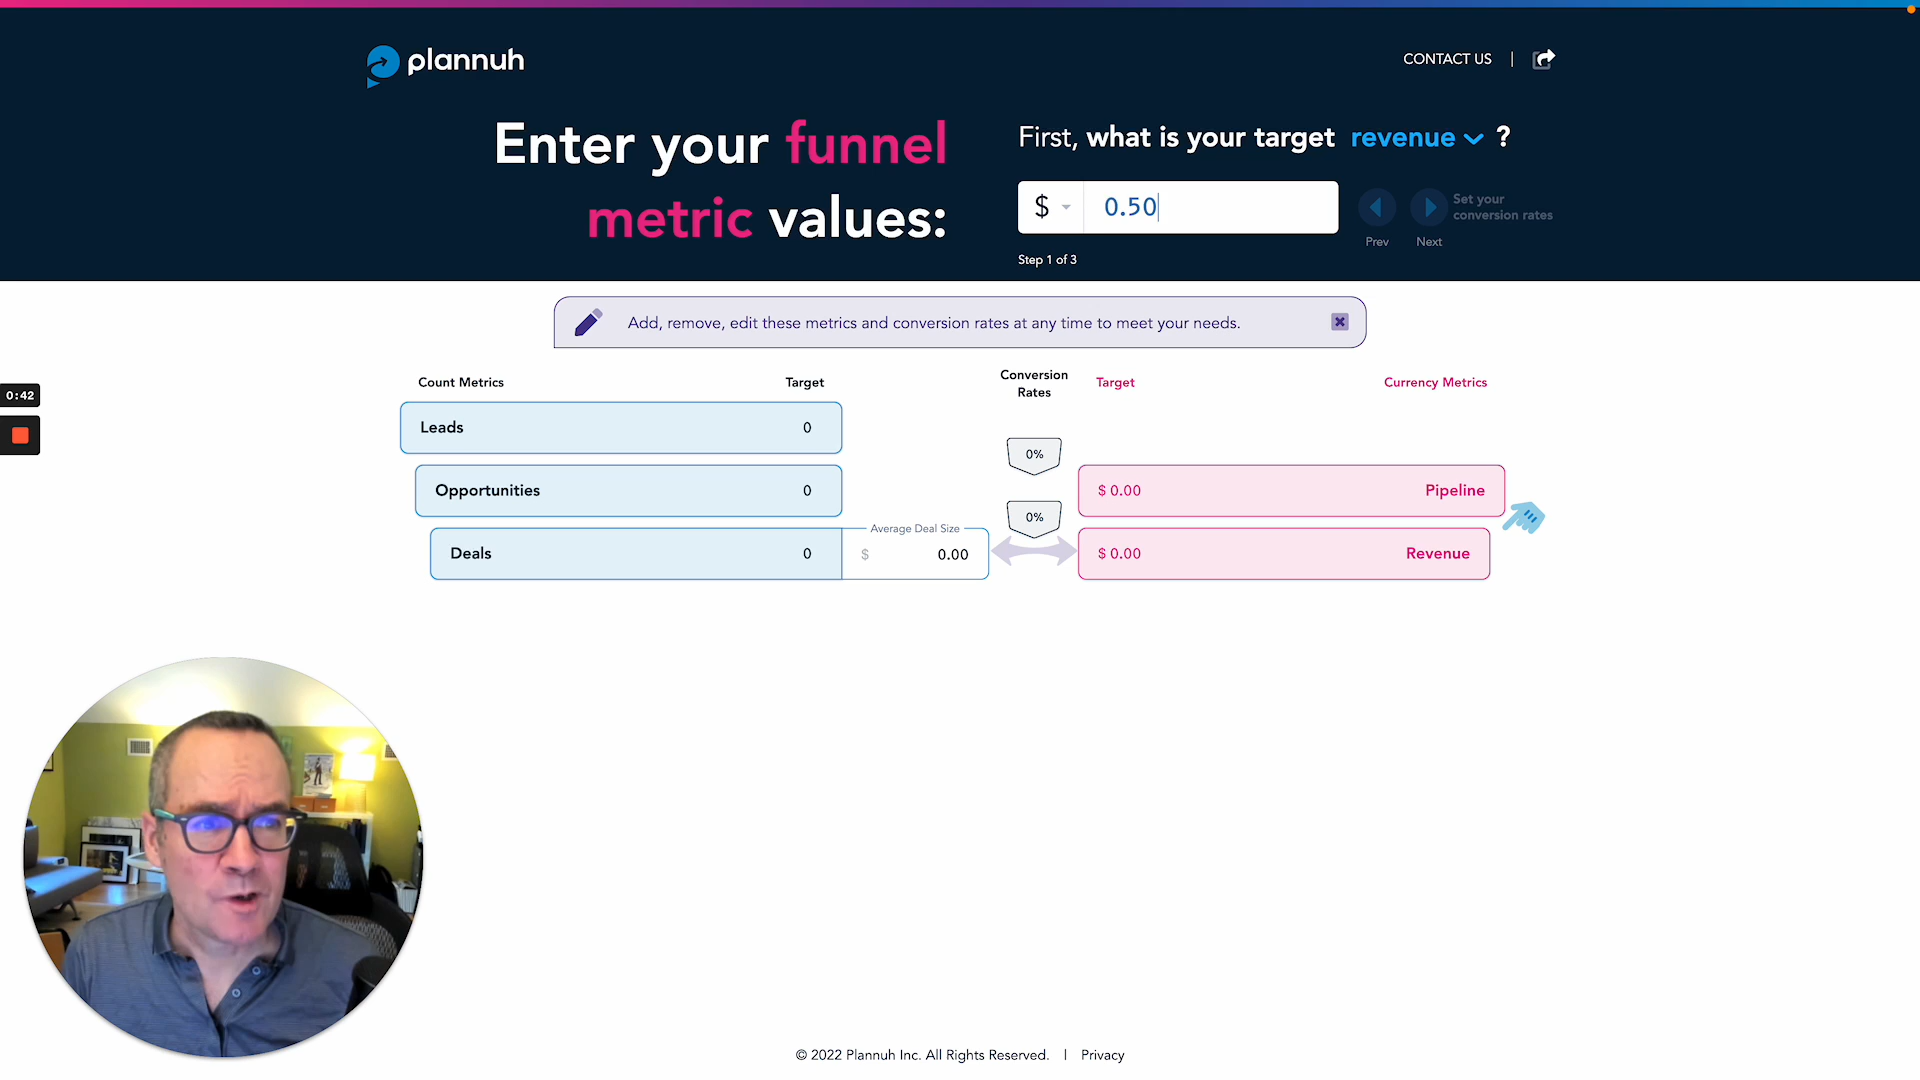 plannuh
CONTACT US |
Enter your funnel
metric values:
First, what is your target revenue ?
$ 0.50
Set your
conversion rates
Prev Next
Step 1 of 3
Add, remove, edit these metrics and conversion rates at any time to meet your needs.
Count Metrics Target
Conversion
Rates
Target Currency Metrics
0:42
Leads 0
0%
Opportunities 0
$ 0.00 Pipeline
0%
Average Deal Size
Deals 0
$ 0.00
$ 0.00 Revenue
© 2022 Plannuh Inc. All Rights Reserved. | Privacy